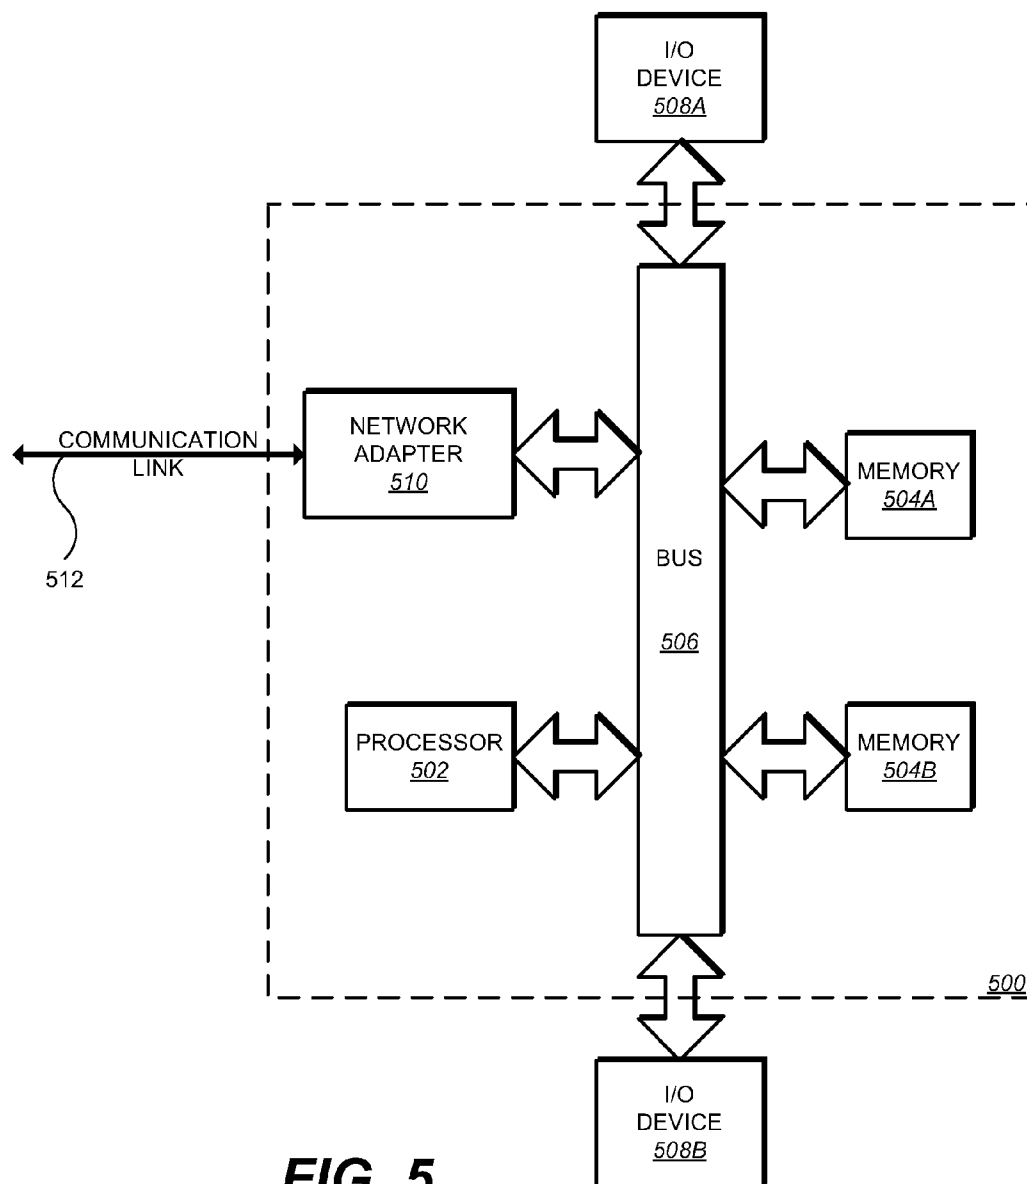 I/O
DEVICE
508A
NETWORK
ADAPTER
510
COMMUNICATION
LINK
512
MEMORY
504A
BUS
506
PROCESSOR
502
MEMORY
504B
500
I/O
DEVICE
508B
FIG. 5